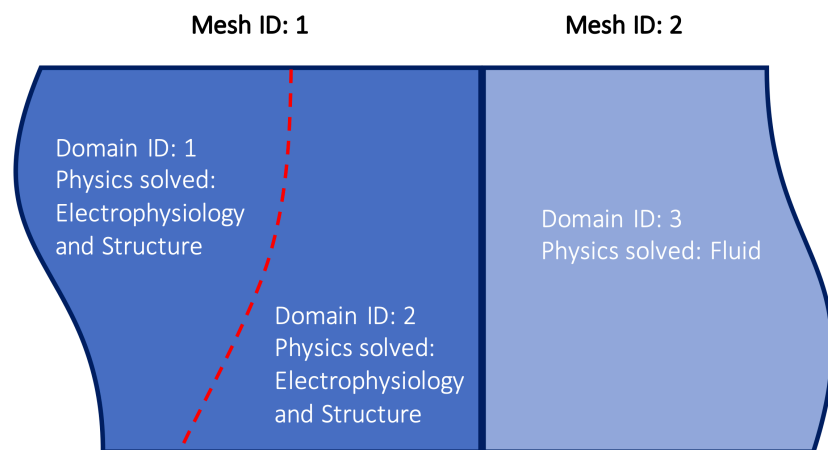 Mesh ID: 1
Mesh ID: 2
Domain ID: 1
Physics solved:
Electrophysiology
and Structure
Domain ID: 2
Physics solved:
Electrophysiology
and Structure
Domain ID: 3
Physics solved: Fluid